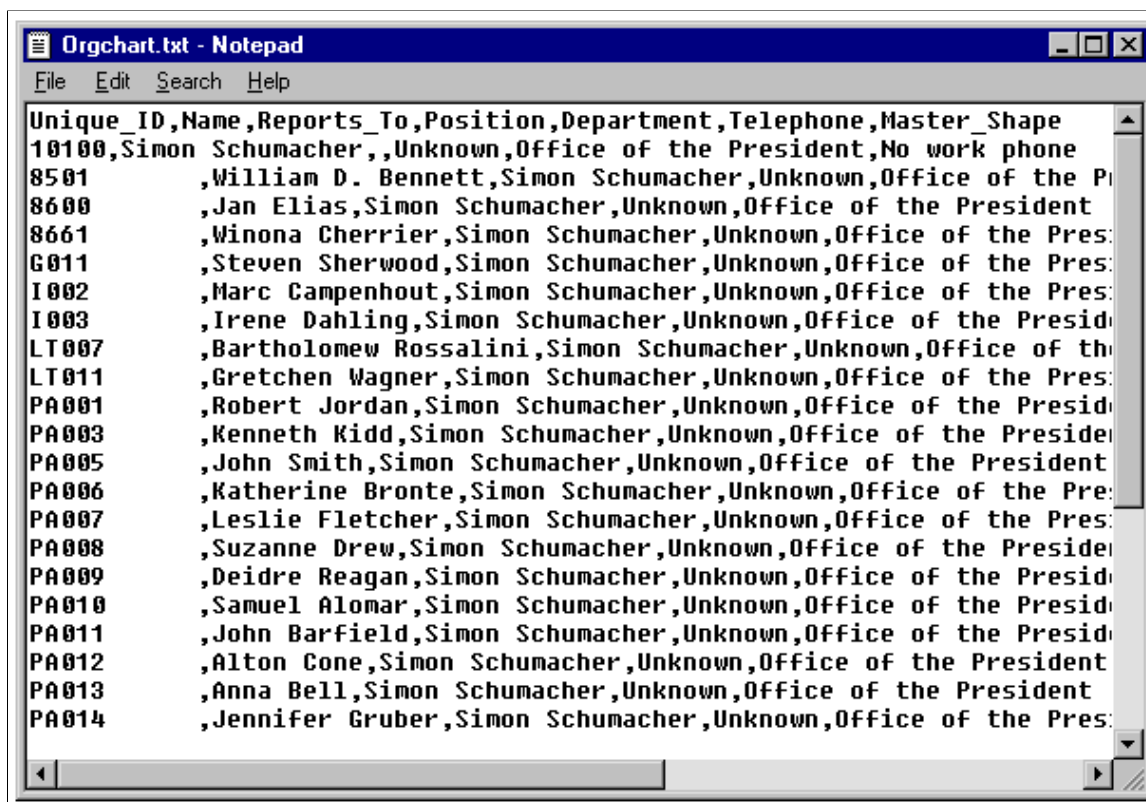 Orgchart.txt - Notepad
File Edit Search Help
Unique_ID,Name,Reports_To,Position,Department,Telephone,Master_Shape
10100,Simon Schumacher,,Unknown,Office of the President,No work phone
8501 ,William D. Bennett,Simon Schumacher,Unknown,Office of the
8600 ,Jan Elias,Simon Schumacher,Unknown,Office of the President
8661 ,Winona Cherrier,Simon Schumacher,Unknown,Office of the
G011 ,Steven Sherwood,Simon Schumacher,Unknown,Office of the
I002 ,Marc Campenhout,Simon Schumacher,Unknown,Office of the
I003 ,Irene Dahling,Simon Schumacher,Unknown,Office of the
LT007 ,Bartholomew Rossalini,Simon Schumacher,Unknown,Office of
LT011 ,Gretchen Wagner,Simon Schumacher,Unknown,Office of the
PA001 ,Robert Jordan,Simon Schumacher,Unknown,Office of the
PA003 ,Kenneth Kidd,Simon Schumacher,Unknown,Office of the
PA005 ,John Smith,Simon Schumacher,Unknown,Office of the President
PA006 ,Katherine Bronte,Simon Schumacher,Unknown,Office of the
PA007 ,Leslie Fletcher,Simon Schumacher,Unknown,Office of the
PA008 ,Suzanne Drew,Simon Schumacher,Unknown,Office of the
PA009 ,Deidre Reagan,Simon Schumacher,Unknown,Office of the
PA010 ,Samuel Alomar,Simon Schumacher,Unknown,Office of the
PA011 ,John Barfield,Simon Schumacher,Unknown,Office of the
PA012 ,Alton Cone,Simon Schumacher,Unknown,Office of the President
PA013 ,Anna Bell,Simon Schumacher,Unknown,Office of the President
PA014 ,Jennifer Gruber,Simon Schumacher,Unknown,Office of the